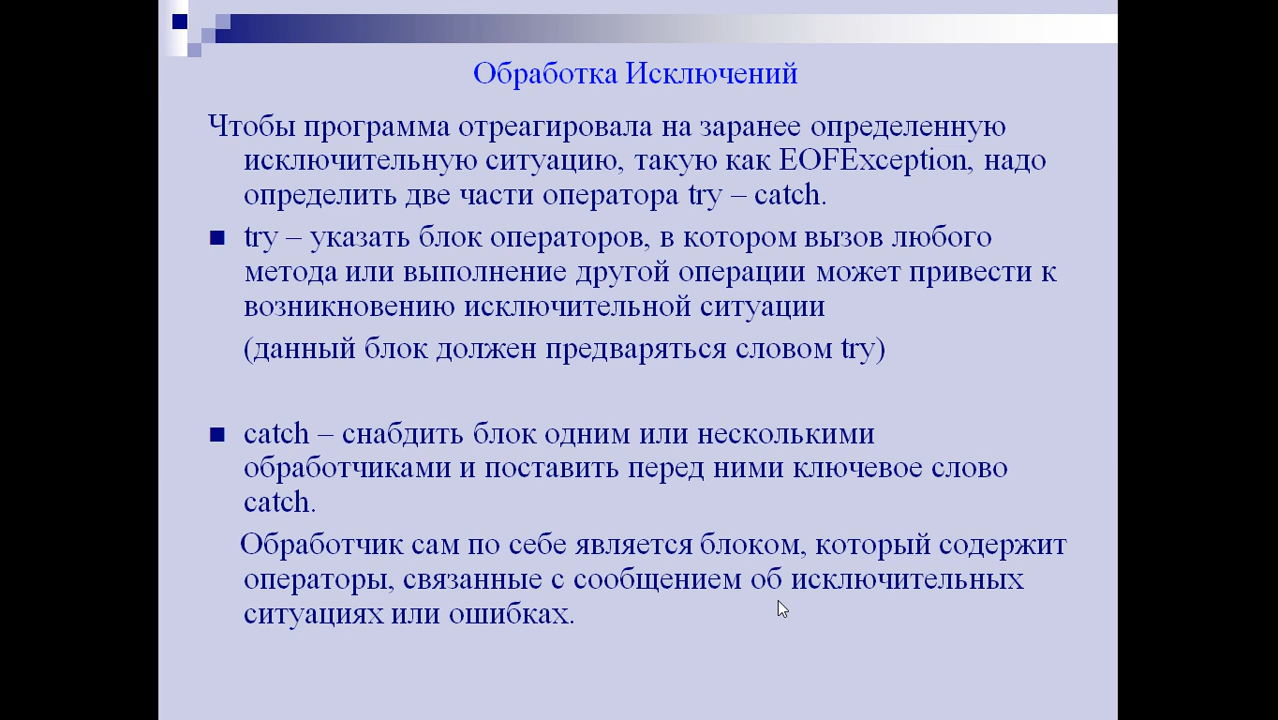 Обработка Исключений
Чтобы программа отреагировала на заранее определенную
исключительную ситуацию, такую как EOFException, надо
определить две части оператора try – catch.
try – указать блок операторов, в котором вызов любого
метода или выполнение другой операции может привести к
возникновению исключительной ситуации
(данный блок должен предваряться словом try)
catch – снабдить блок одним или несколькими
обработчиками и поставить перед ними ключевое слово
catch.
Обработчик сам по себе является блоком, который содержит
операторы, связанные с сообщением об исключительных
ситуациях или ошибках.